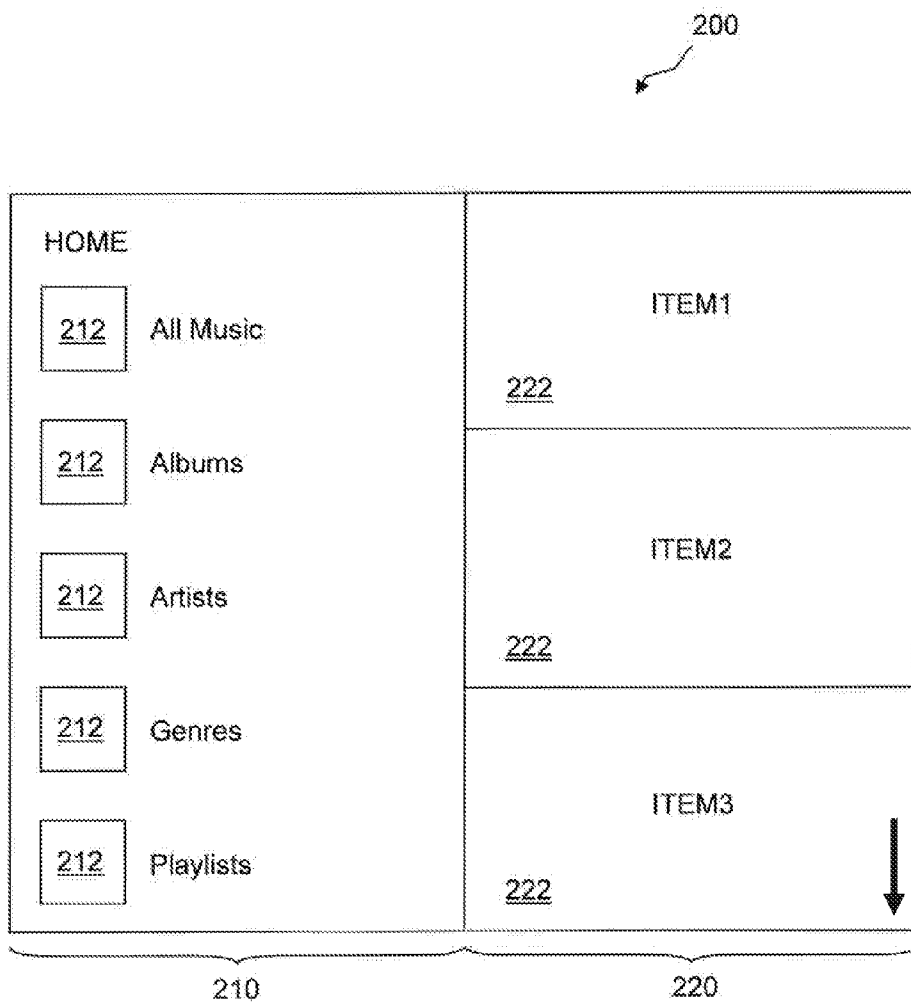 200
HOME
212 All Music
212 Albums
212 Artists
212 Genres
212 Playlists
ITEM1
222
ITEM2
222
ITEM3
222
210
220